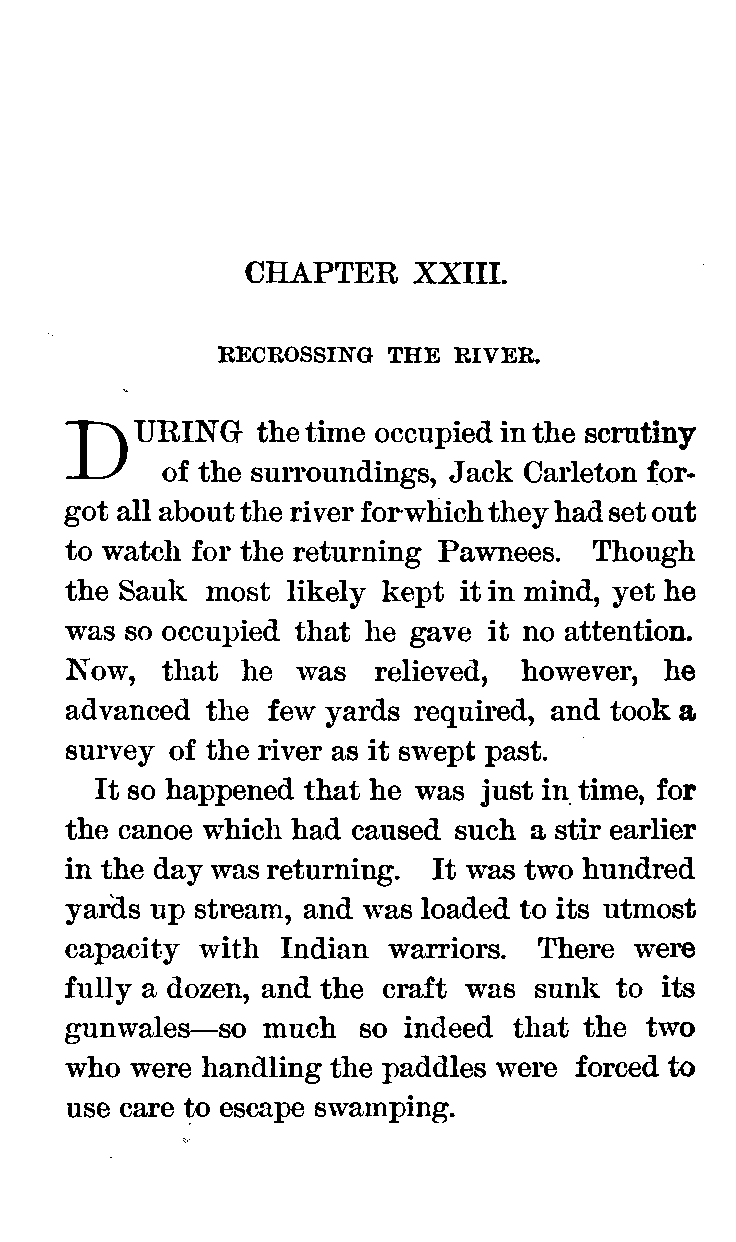 CHAPTER XXIII.
RECROSSING THE RIVER.
DURING the time occupied in the scrutiny
of the surroundings, Jack Carleton for-
got all about the river for which they had set out
to watch for the returning Pawnees. Though
the Sauk most likely kept it in mind, yet he
was so occupied that he gave it no attention.
Now, that he was relieved, however, he
advanced the few yards required, and took a
survey of the river as it swept past.
It so happened that he was just in time, for
the canoe which had caused such a stir earlier
in the day was returning. It was two hundred
yards up stream, and was loaded to its utmost
capacity with Indian warriors. There were
fully a dozen, and the craft was sunk to its
gunwales—so much so indeed that the two
who were handling the paddles were forced to
use care to escape swamping.